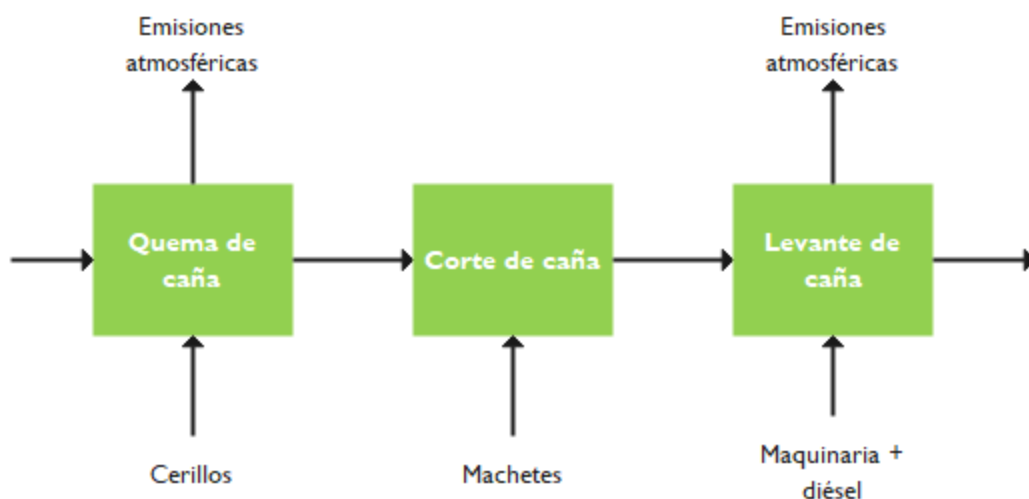 Emisiones
atmosféricas
Emisiones
atmosféricas
Quema de
caña
Corte de caña
Levante de
caña
Cerillos
Machetes
Maquinaria +
diésel